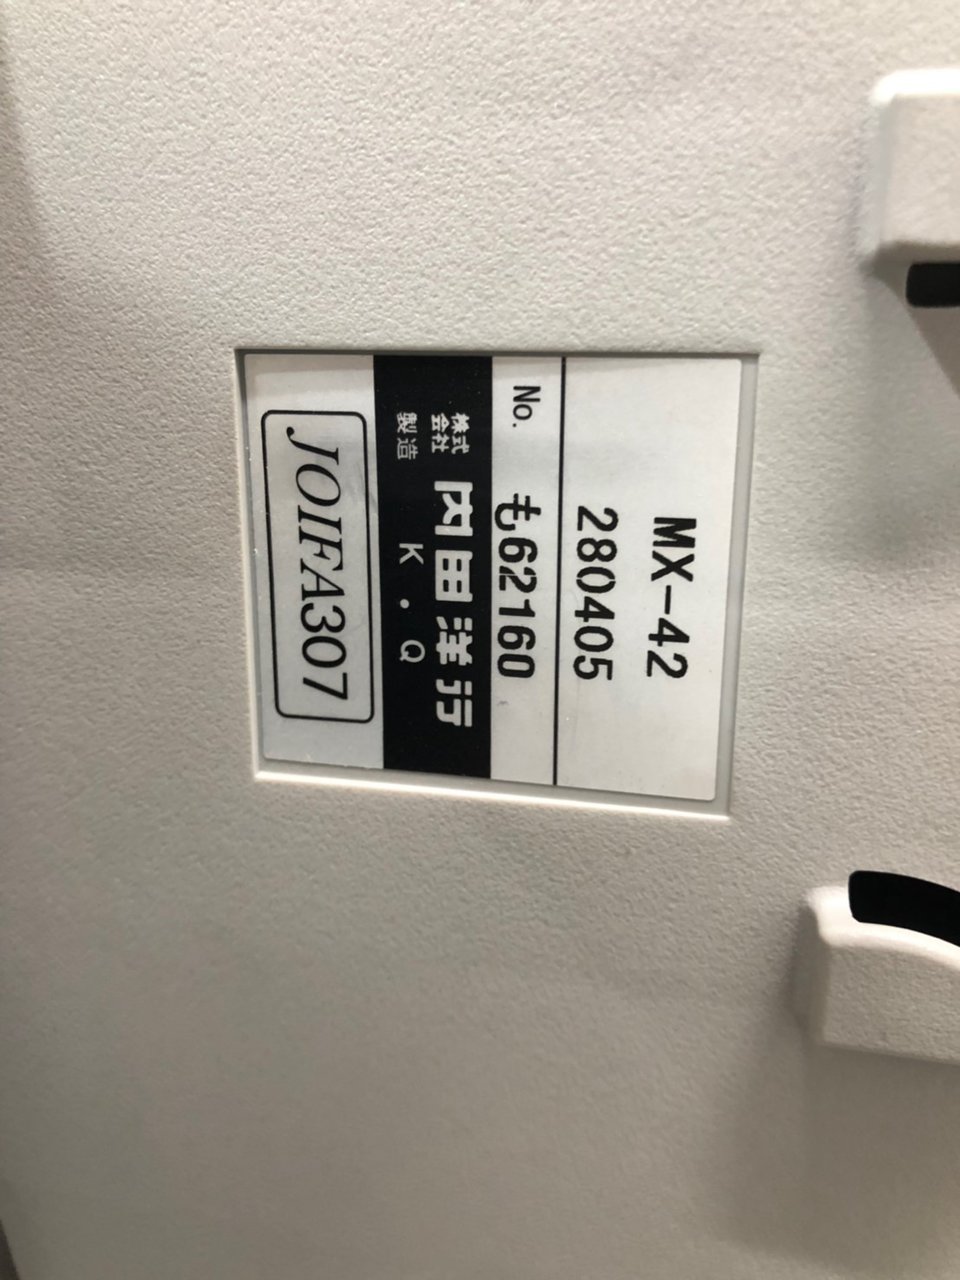 MX-42
280405
No. も62160
株式会社 内田洋行
製造 K.Q
JOIFA307